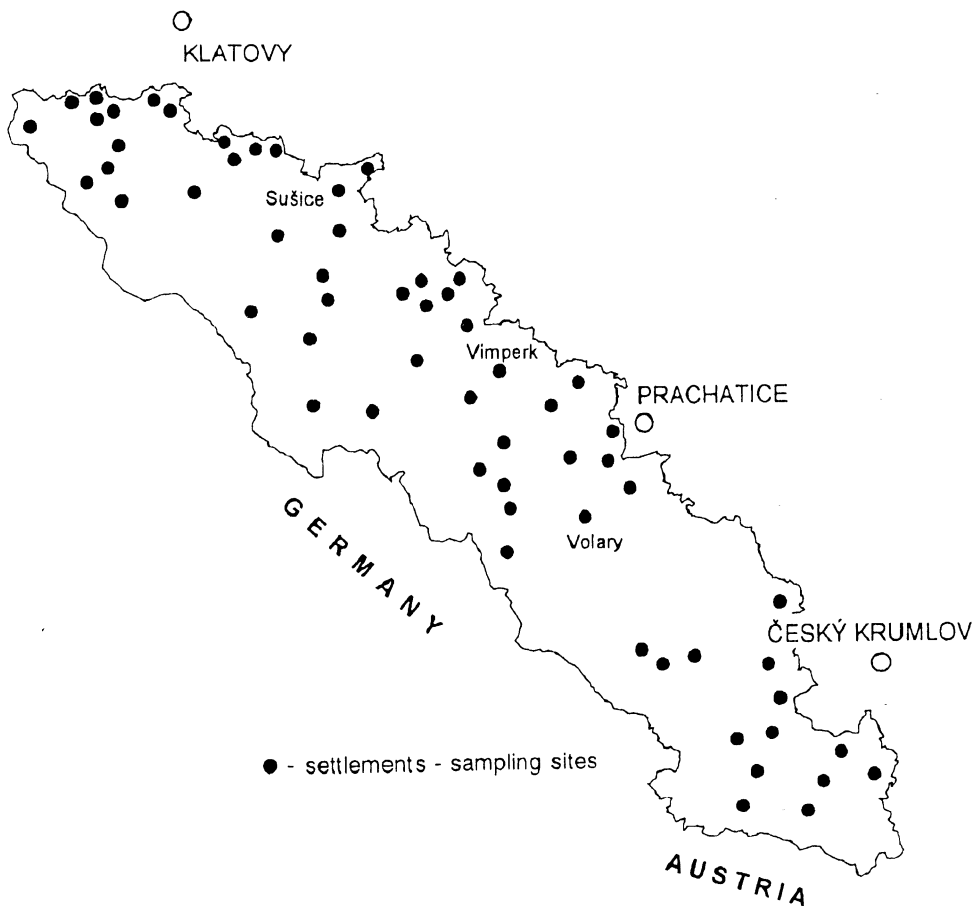 KLATOVY
Sušice
Vimperk
PRACHATICE
GERMANY
Volary
ČESKÝ KRUMLOV
- settlements - sampling sites
AUSTRIA